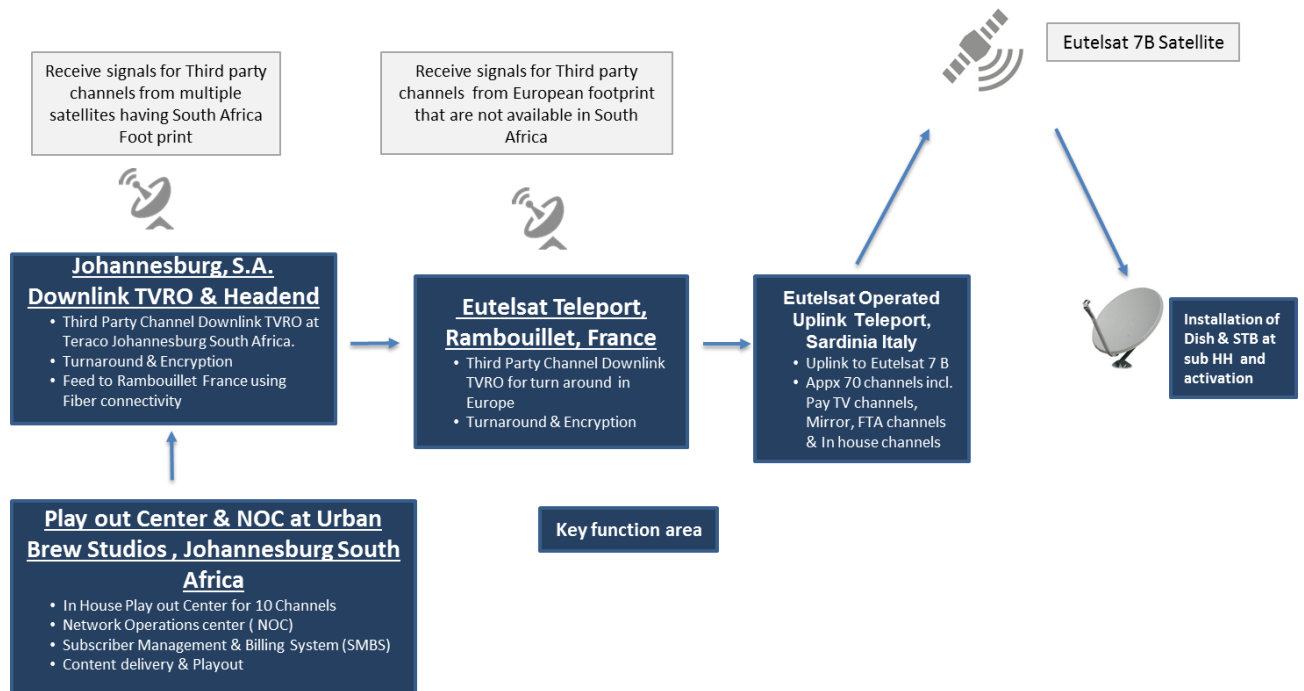 Receive signals for Third party
channels from multiple
satellites having South Africa
Foot print
Receive signals for Third party
channels from European footprint
that are not available in South
Africa
Eutelsat 7B Satellite
Johannesburg, S.A.
Downlink TVRO & Headend
• Third Party Channel Downlink TVRO at
Teraco Johannesburg South Africa.
• Turnaround & Encryption
• Feed to Rambouillet France using
Fiber connectivity
Eutelsat Teleport,
Rambouillet, France
• Third Party Channel Downlink
TVRO for turn around in
Europe
• Turnaround & Encryption
Eutelsat Operated
Uplink Teleport,
Sardinia Italy
• Uplink to Eutelsat 7 B
• Appx 70 channels incl.
Pay TV channels,
Mirror, FTA channels
& In house channels
Installation of
Dish & STB at
sub HH and
activation
Play out Center & NOC at Urban
Brew Studios , Johannesburg South
Africa
• In House Play out Center for 10 Channels
• Network Operations center ( NOC)
• Subscriber Management & Billing System (SMBS)
• Content delivery & Playout
Key function area